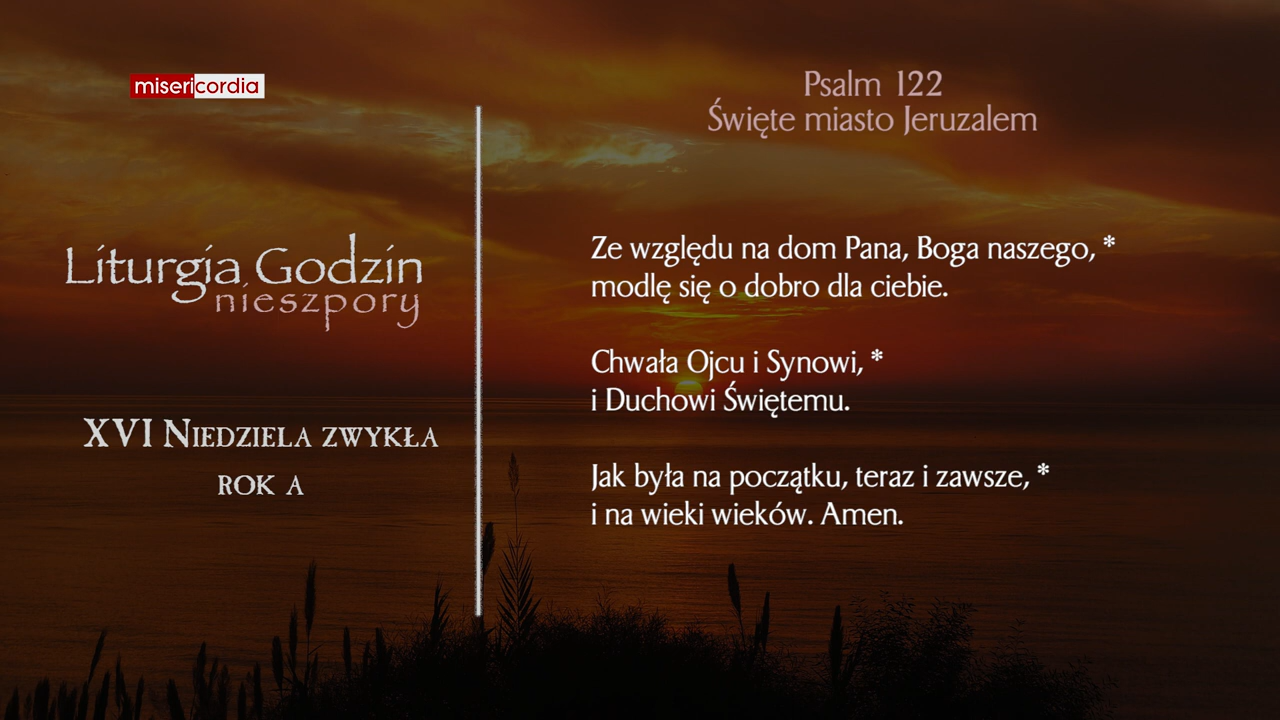 misericordia
Liturgia Godzin
nieszpory
XVI Niedziela zwykła
rok A
Psalm 122
Święte miasto Jeruzalem
Ze względu na dom Pana, Boga naszego, *
modlę się o dobro dla ciebie.
Chwała Ojcu i Synowi, *
i Duchowi Świętemu.
Jak była na początku, teraz i zawsze, *
i na wieki wieków. Amen.